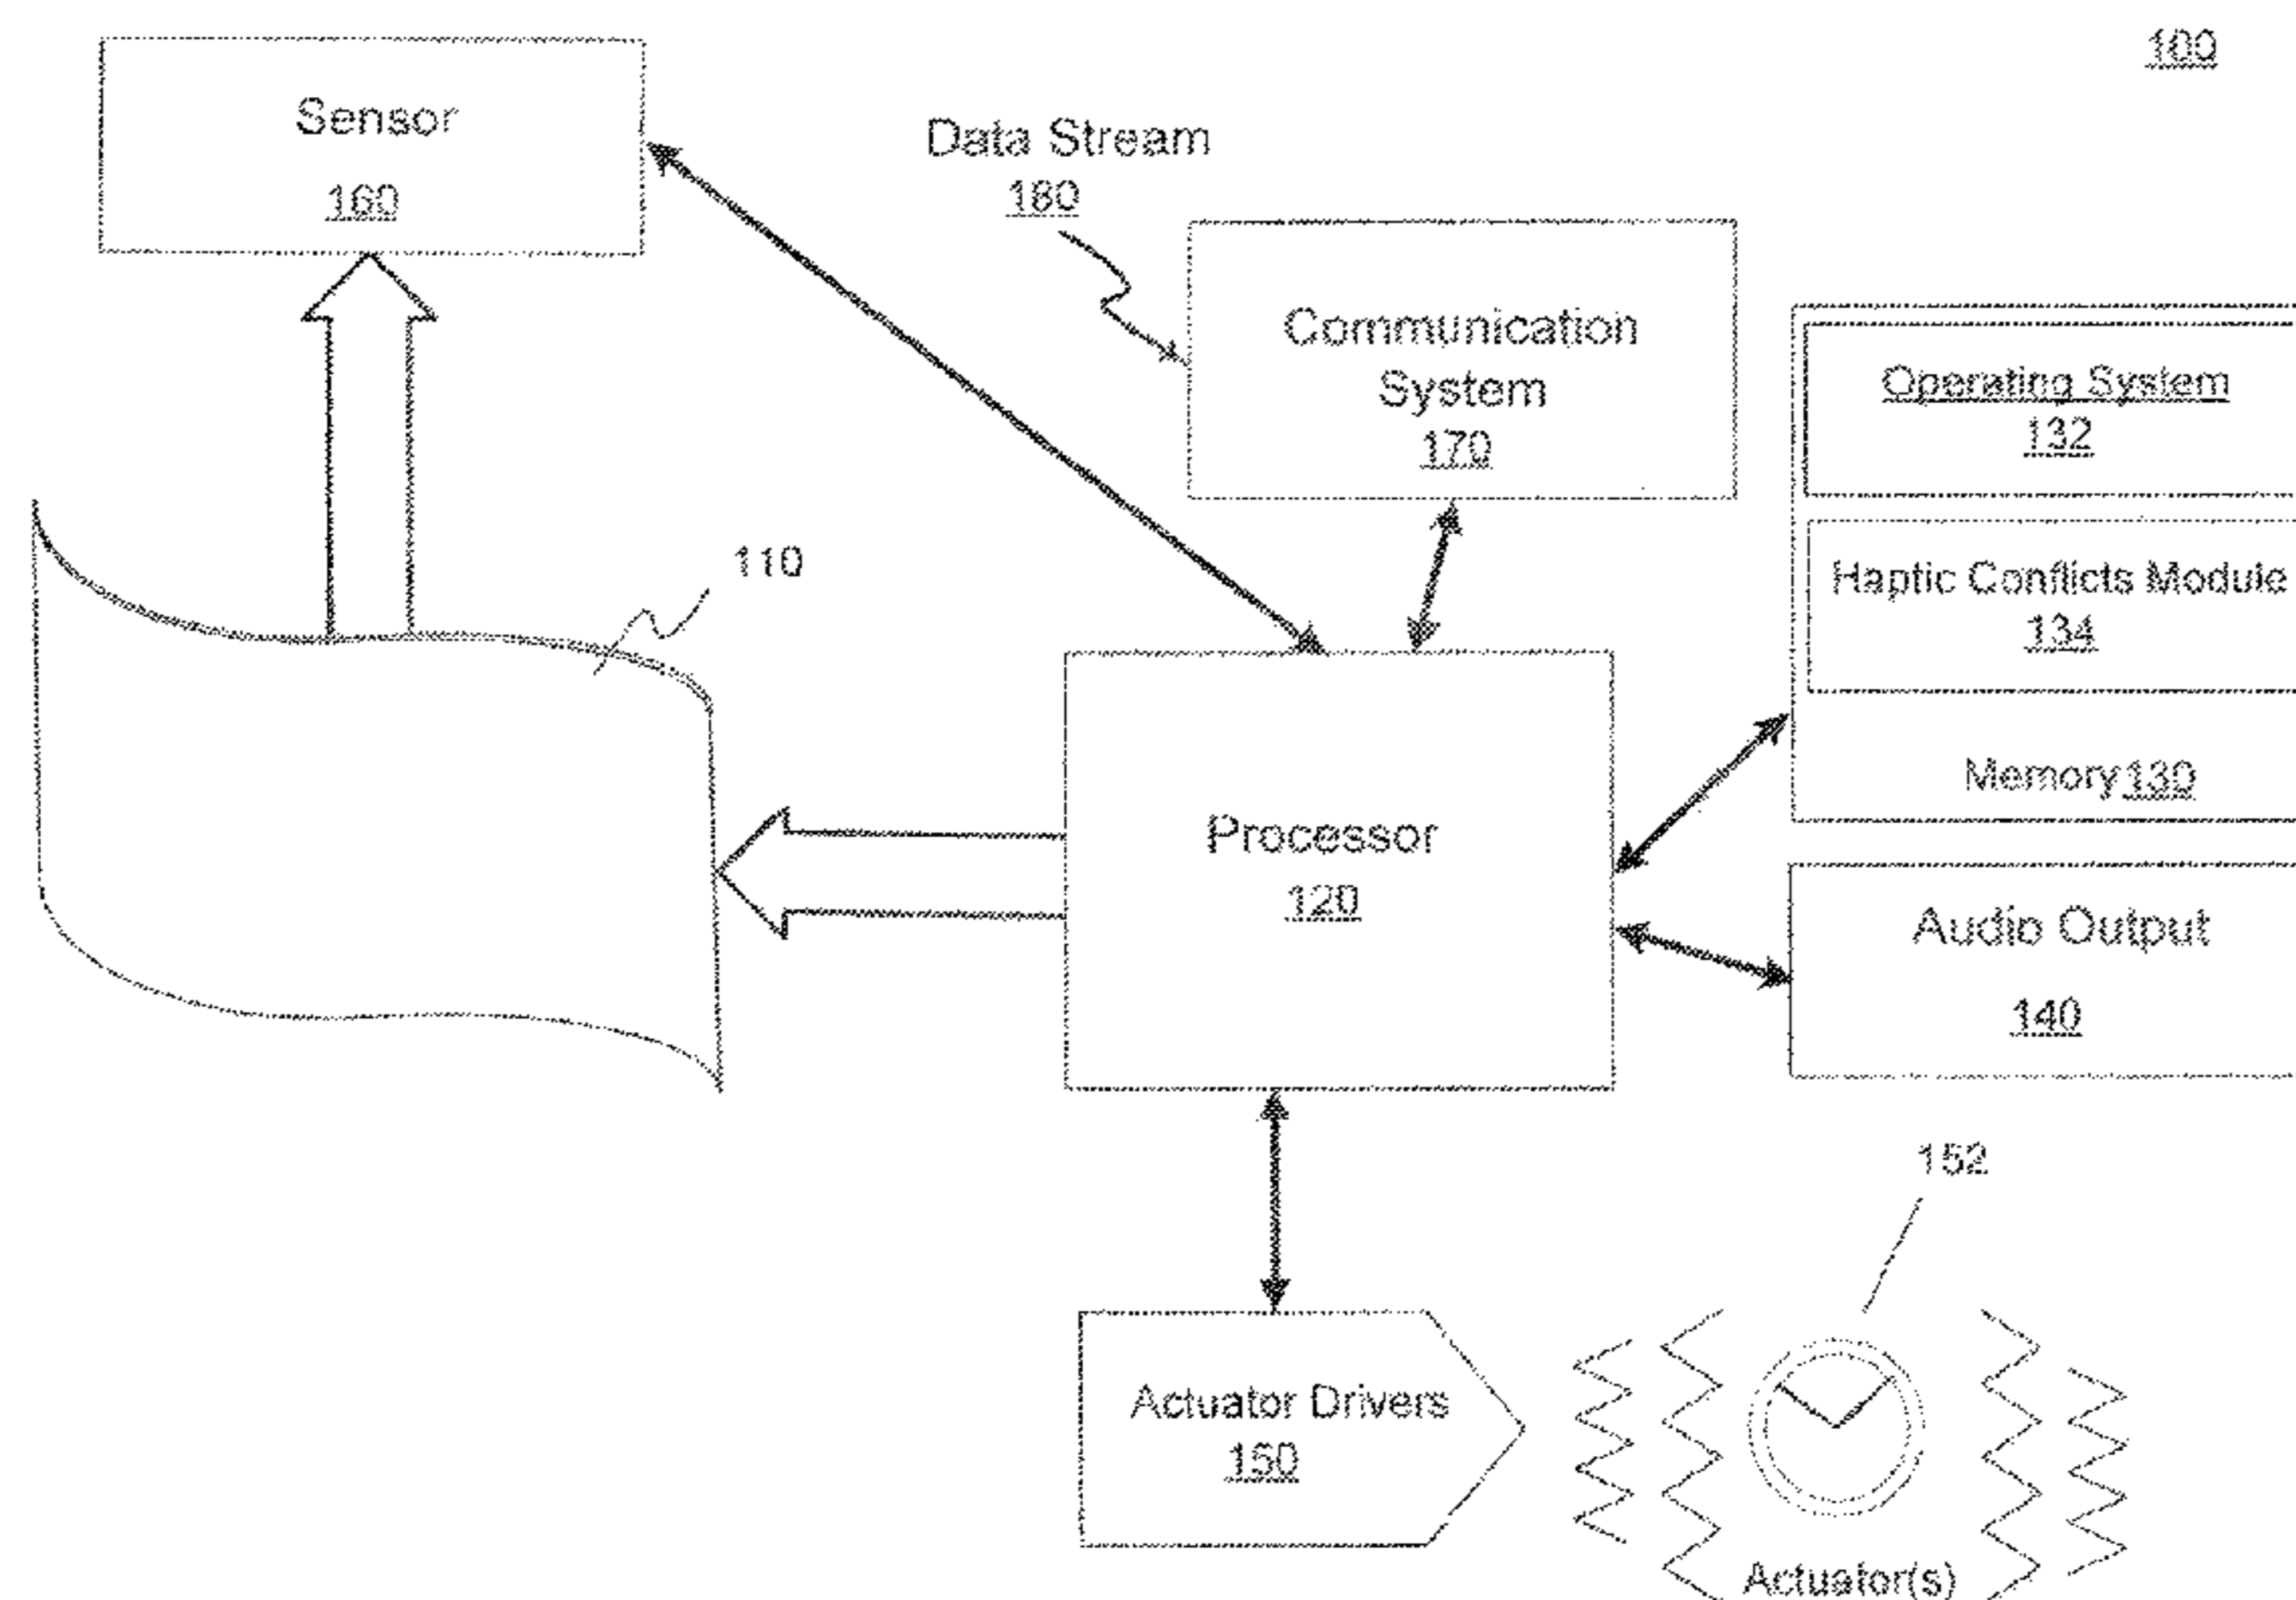 100
Sensor
160
Data Stream
180
Communication
System
170
Operating System
132
Haptic Conflicts Module
134
Memory 130
110
Processor
120
Audio Output
140
152
Actuator Drivers
150
Actuator(s)